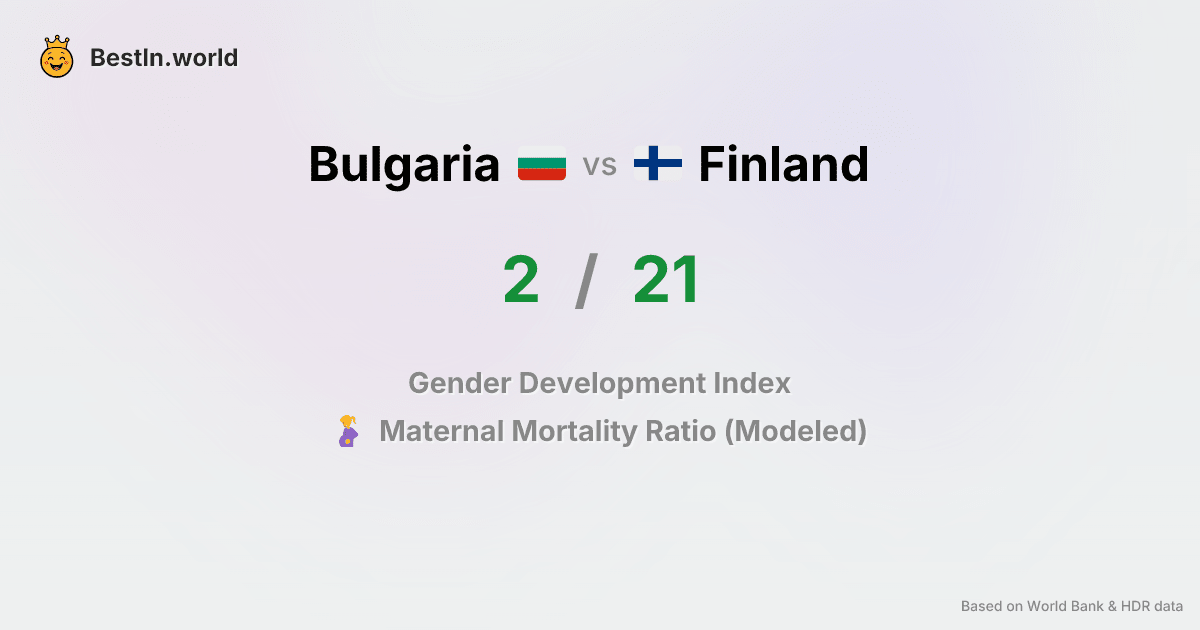 BestIn.world
Bulgaria vs Finland
2 / 21
Gender Development Index
Maternal Mortality Ratio (Modeled)
Based on World Bank & HDR data